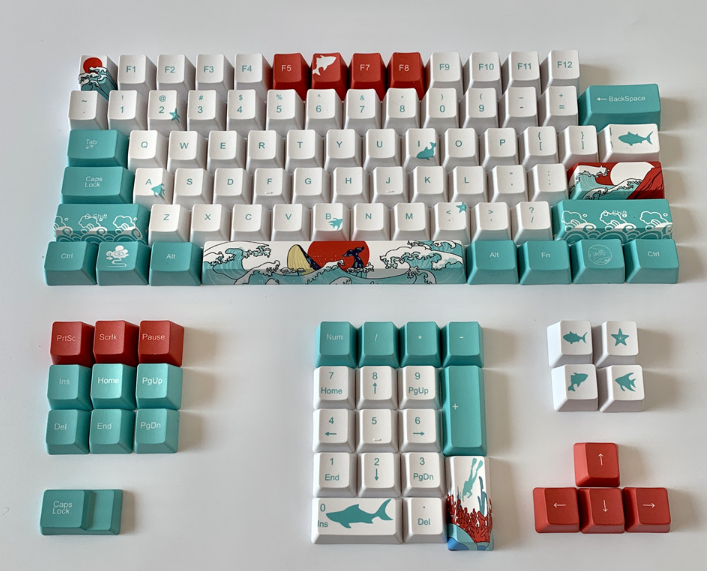 F1 F2 F3 F4 F5 F7 F8 F9 F10 F11 F12
~ ! @ # $ % ^ & * ) ( _ +
1 2 3 4 5 6 7 8 0 9 - = ← BackSpace
Tab Q W E R T Y U I O P { [ } ]
Caps Lock A S D F G H J K L : ; " '
Shift Z X C V B N M < , > . ? / Shift
Ctrl Alt Alt Fn Ctrl
PrtSc Scrlk Pause
Ins Home PgUp
Del End PgDn
Caps Lock
Num / * -
7 Home 8 ↑ 9 PgUp
4 ← 5 6 → +
1 End 2 ↓ 3 PgDn
0 Ins . Del
↑
← ↓ →